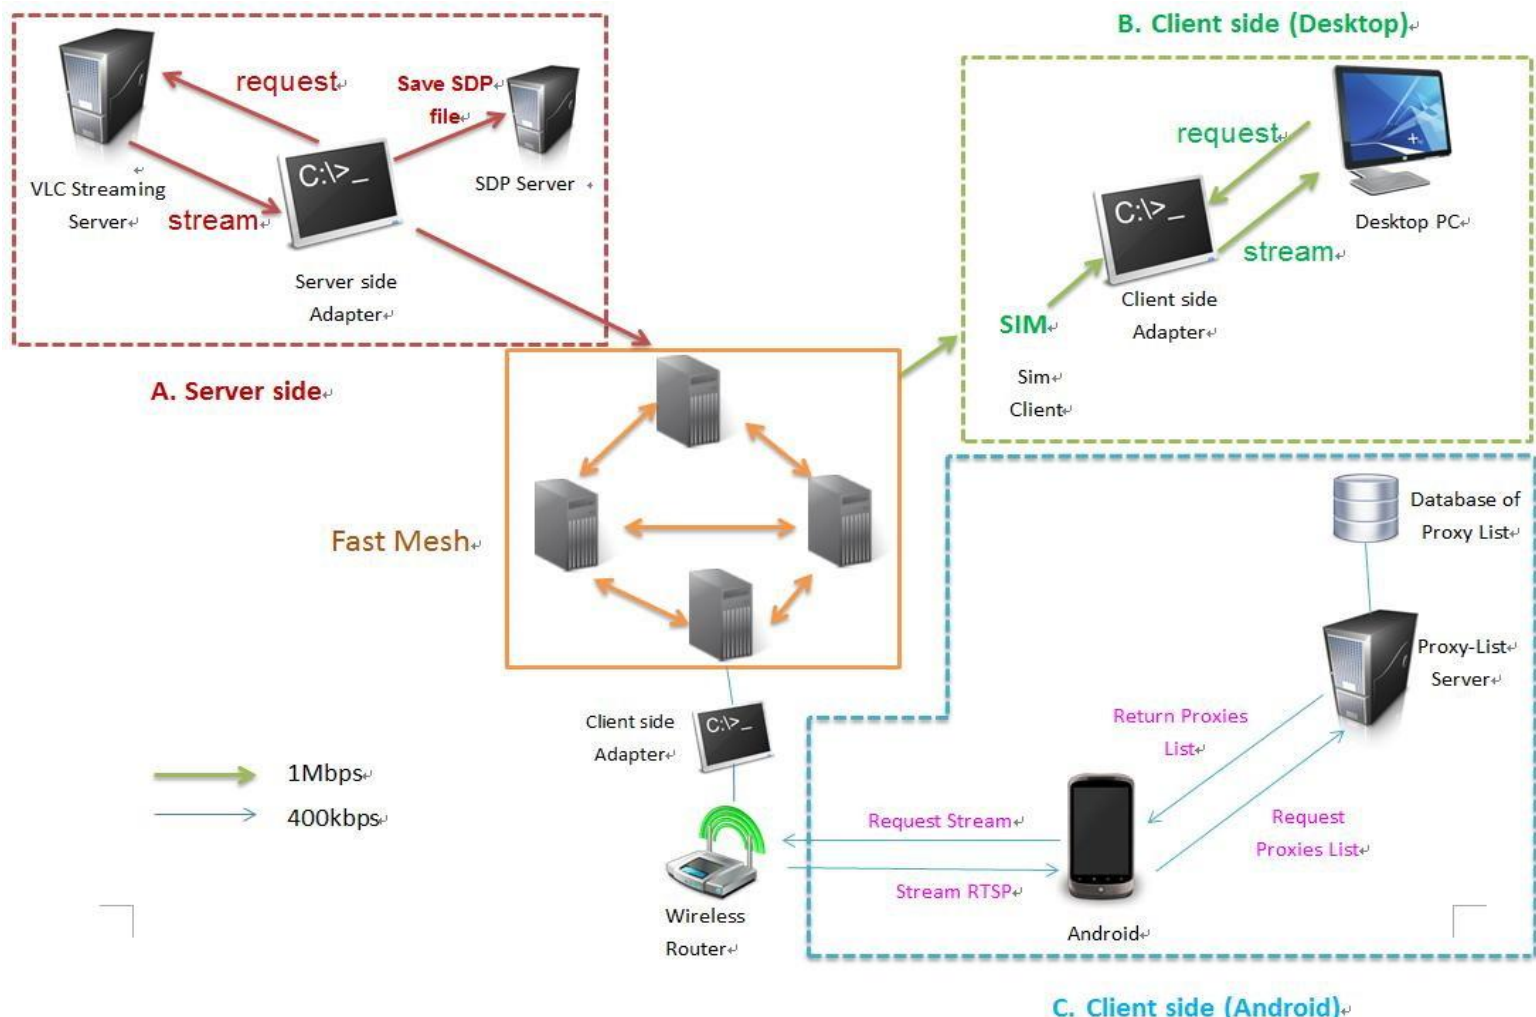 B. Client side (Desktop)
request
Save SDP
file
C:\>_
VLC Streaming
Server
stream
SDP Server
Server side
Adapter
A. Server side
request
C:\>_
Desktop PC
stream
Client side
Adapter
SIM
Sim
Client
Fast Mesh
Database of
Proxy List
Proxy-List
Server
Return Proxies
List
Request
Proxies List
Client side
Adapter
C:\>_
1Mbps
400kbps
Request Stream
Stream RTSP
Wireless
Router
Android
C. Client side (Android)